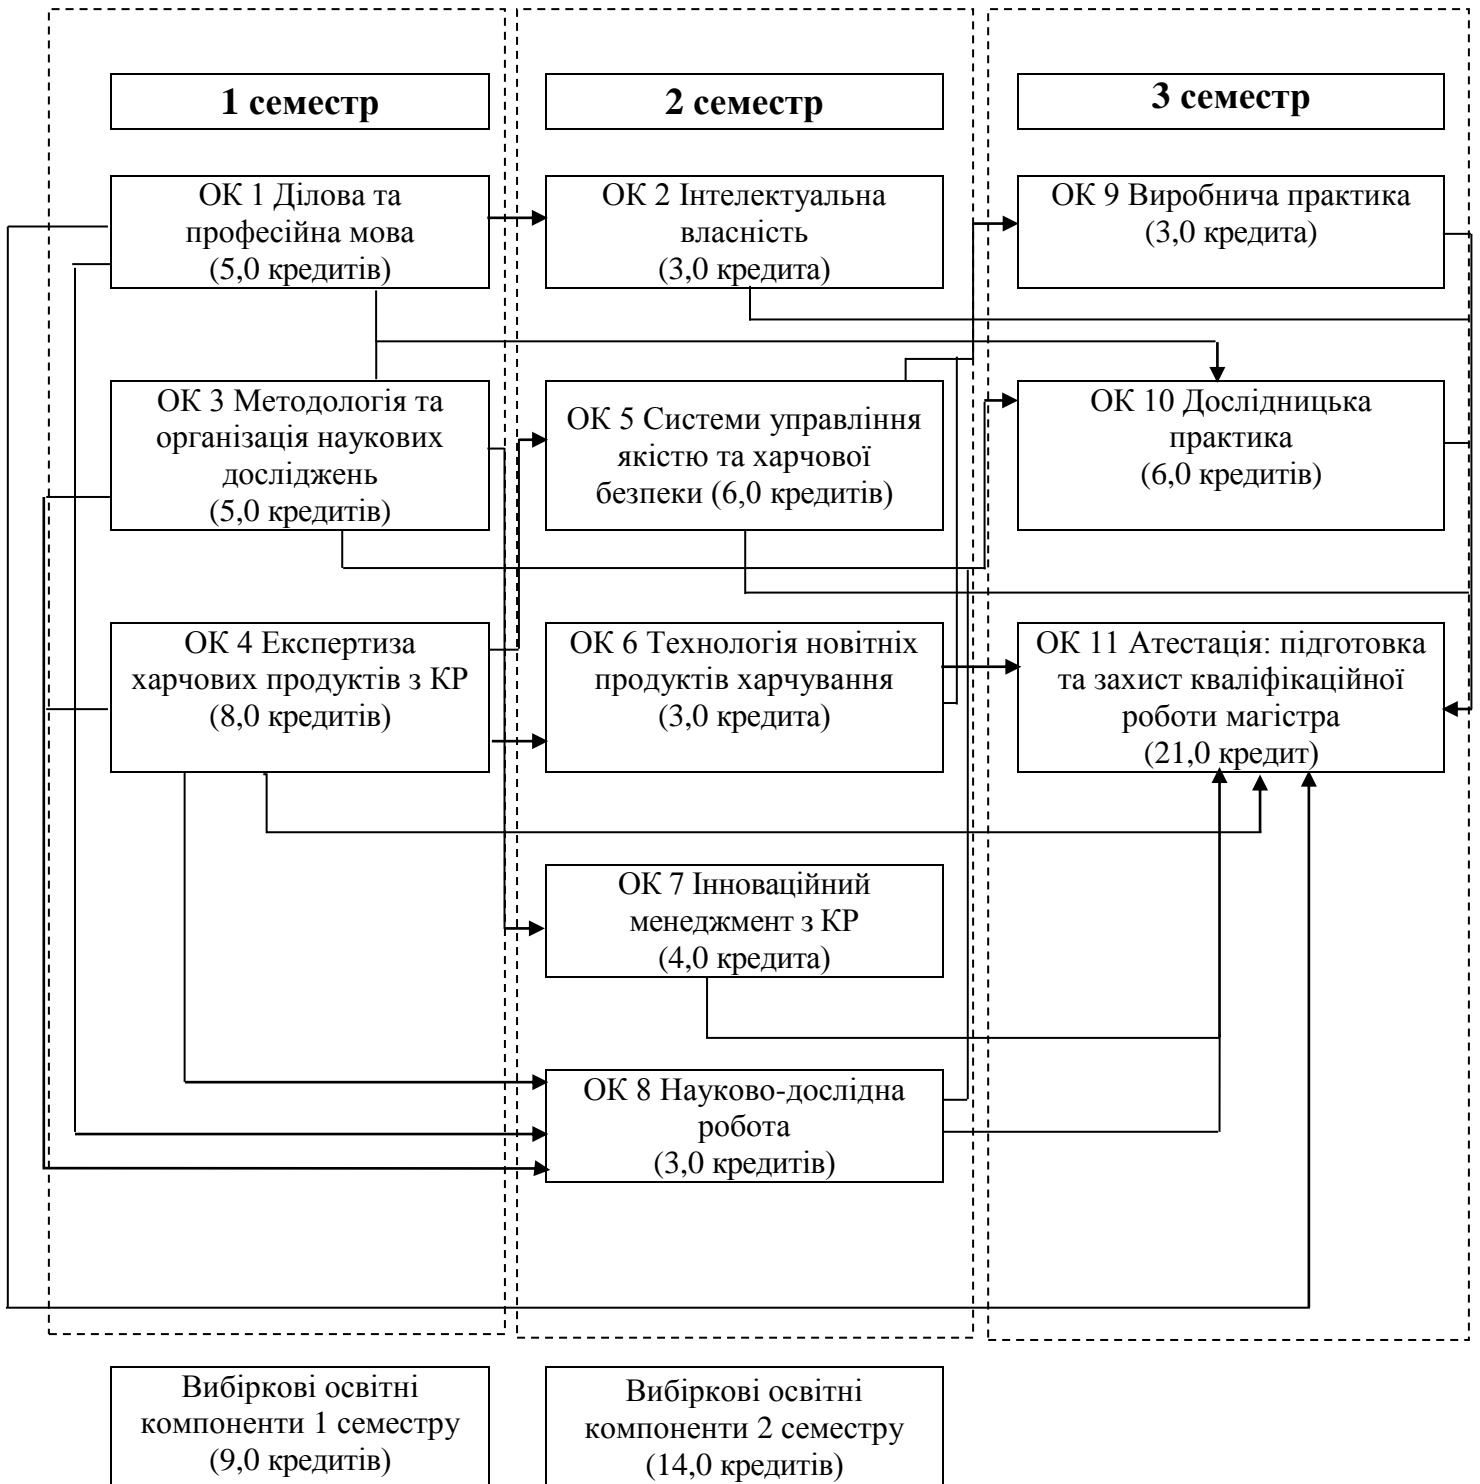 1 семестр
2 семестр
3 семестр
ОК 1 Ділова та
професійна мова
(5,0 кредитів)
ОК 2 Інтелектуальна
власність
(3,0 кредита)
ОК 9 Виробнича практика
(3,0 кредита)
ОК 3 Методологія та
організація наукових
досліджень
(5,0 кредитів)
ОК 5 Системи управління
якістю та харчової
безпеки (6,0 кредитів)
ОК 10 Дослідницька
практика
(6,0 кредитів)
ОК 4 Експертиза
харчових продуктів з КР
(8,0 кредитів)
ОК 6 Технологія новітніх
продуктів харчування
(3,0 кредита)
ОК 11 Атестація: підготовка
та захист кваліфікаційної
роботи магістра
(21,0 кредит)
ОК 7 Інноваційний
менеджмент з КР
(4,0 кредита)
ОК 8 Науково-дослідна
робота
(3,0 кредитів)
Вибіркові освітні
компоненти 1 семестру
(9,0 кредитів)
Вибіркові освітні
компоненти 2 семестру
(14,0 кредитів)